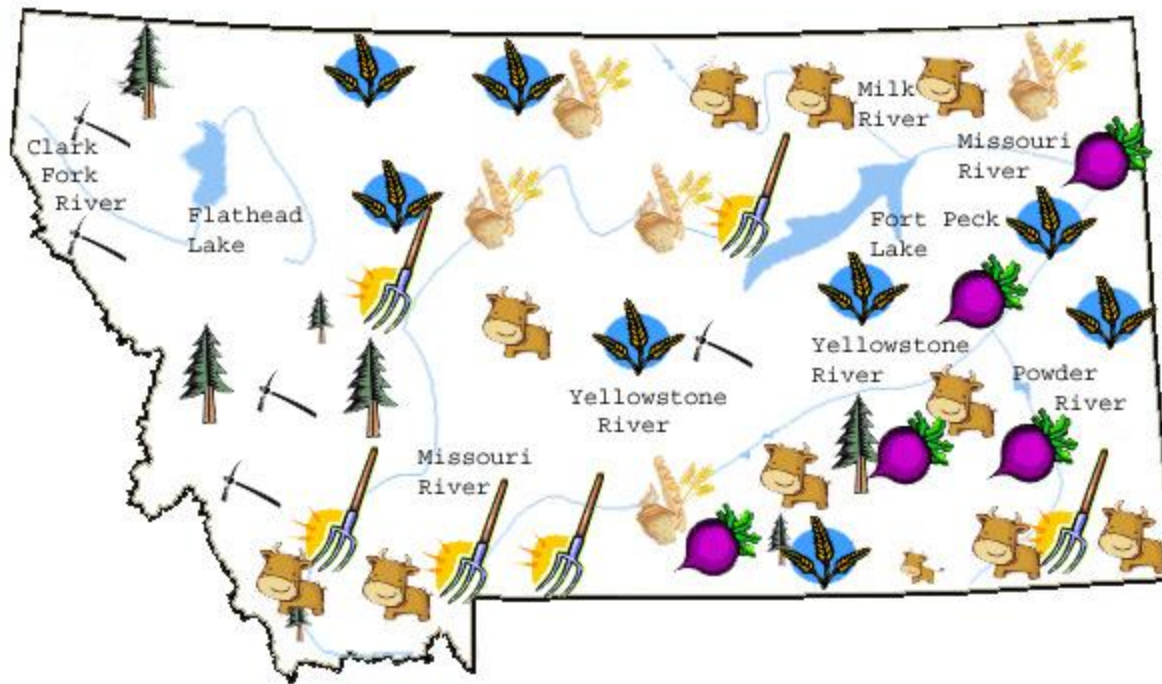 Clark
Fork
River
Flathead
Lake
Milk
River
Missouri
River
Fort Peck
Lake
Yellowstone
River
Powder
River
Yellowstone
River
Missouri
River